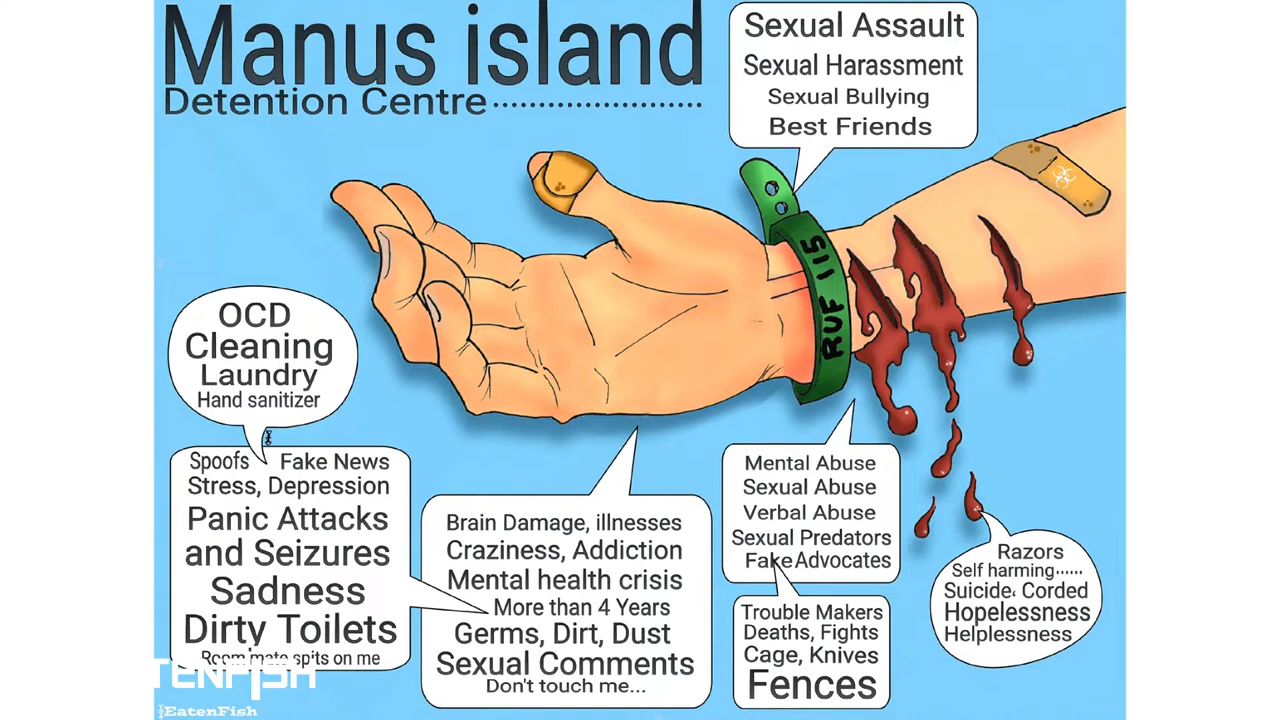 Manus island
Detention Centre
Sexual Assault
Sexual Harassment
Sexual Bullying
Best Friends
RUF 115
OCD
Cleaning
Laundry
Hand sanitizer
Spoofs Fake News
Stress, Depression
Panic Attacks
and Seizures
Sadness
Dirty Toilets
Room mate spits on me
Brain Damage, illnesses
Craziness, Addiction
Mental health crisis
More than 4 Years
Germs, Dirt, Dust
Sexual Comments
Don't touch me...
Mental Abuse
Sexual Abuse
Verbal Abuse
Sexual Predators
Fake Advocates
Trouble Makers
Deaths, Fights
Cage, Knives
Fences
Razors
Self harming......
Suicide, Corded
Hopelessness
Helplessness
TENFISH
EatenFish